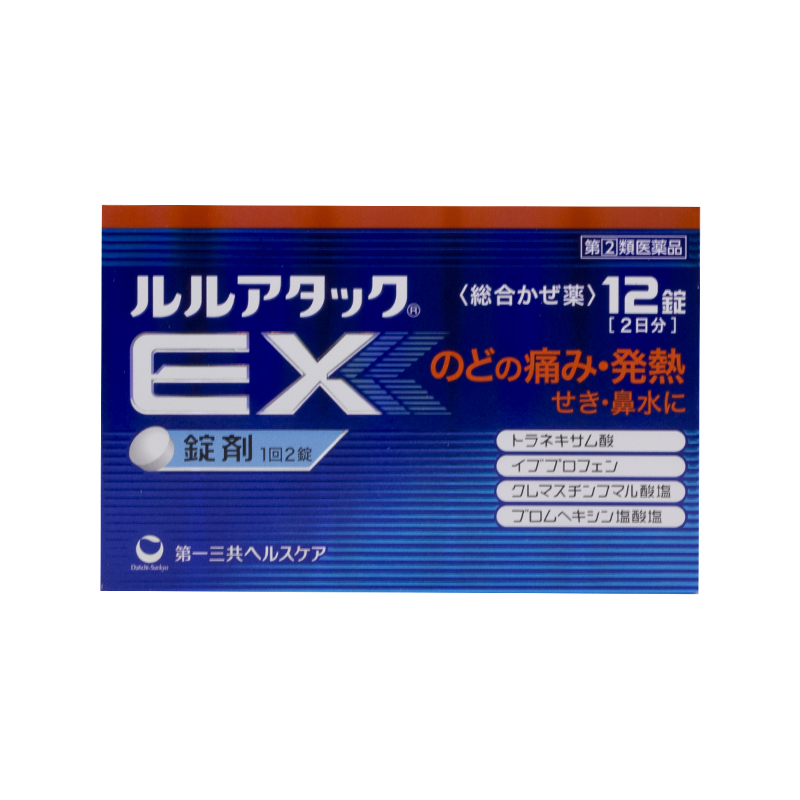 第②類医薬品
ルルアタック®
EX
〈総合かぜ薬〉12錠
[2日分]
のどの痛み・発熱
せき・鼻水に
錠剤 1回2錠
トラネキサム酸
イブプロフェン
クレマスチンフマル酸塩
ブロムヘキシン塩酸塩
Daiichi-Sankyo
第一三共ヘルスケア